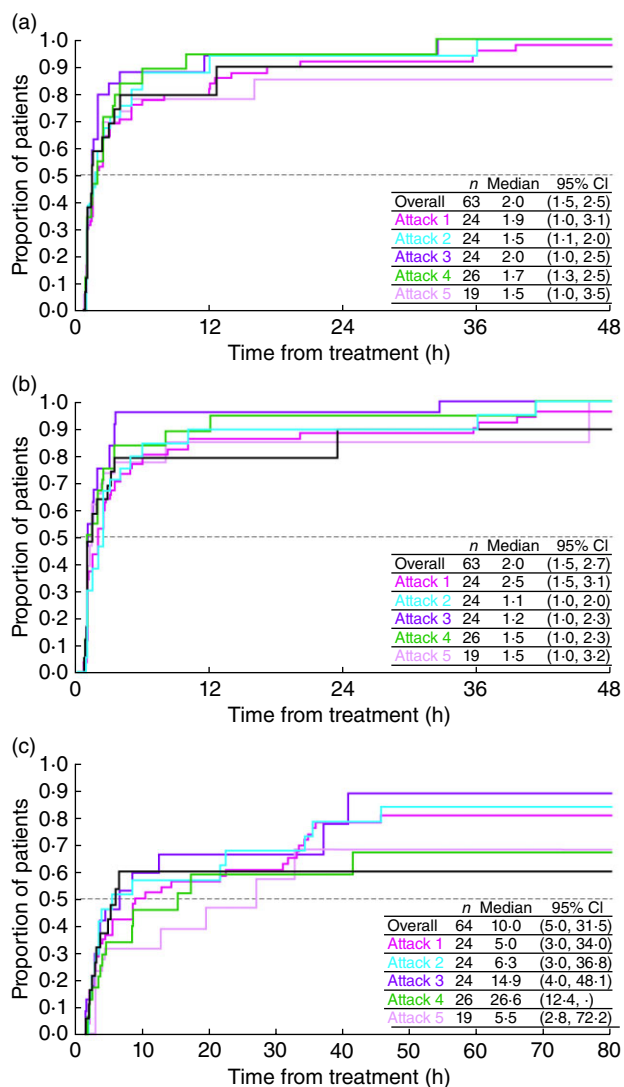 (a)
1·0
0·9
0·8
0·7
0·6
0·5
0·4
0·3
0·2
0·1
0·0
Proportion of patients
n Median 95% CI
Overall 63 2·0 (1·5, 2·5)
Attack 1 24 1·9 (1·0, 3·1)
Attack 2 24 1·5 (1·1, 2·0)
Attack 3 24 2·0 (1·0, 2·5)
Attack 4 26 1·7 (1·3, 2·5)
Attack 5 19 1·5 (1·0, 3·5)
0 12 24 36 48
Time from treatment (h)
(b)
1·0
0·9
0·8
0·7
0·6
0·5
0·4
0·3
0·2
0·1
0·0
Proportion of patients
n Median 95% CI
Overall 63 2·0 (1·5, 2·7)
Attack 1 24 2·5 (1·5, 3·1)
Attack 2 24 1·1 (1·0, 2·0)
Attack 3 24 1·2 (1·0, 2·3)
Attack 4 26 1·5 (1·0, 2·3)
Attack 5 19 1·5 (1·0, 3·2)
0 12 24 36 48
Time from treatment (h)
(c)
1·0
0·9
0·8
0·7
0·6
0·5
0·4
0·3
0·2
0·1
0·0
Proportion of patients
n Median 95% CI
Overall 64 10·0 (5·0, 31·5)
Attack 1 24 5·0 (3·0, 34·0)
Attack 2 24 6·3 (3·0, 36·8)
Attack 3 24 14·9 (4·0, 48·1)
Attack 4 26 26·6 (12·4, ·)
Attack 5 19 5·5 (2·8, 72·2)
0 10 20 30 40 50 60 70 80
Time from treatment (h)